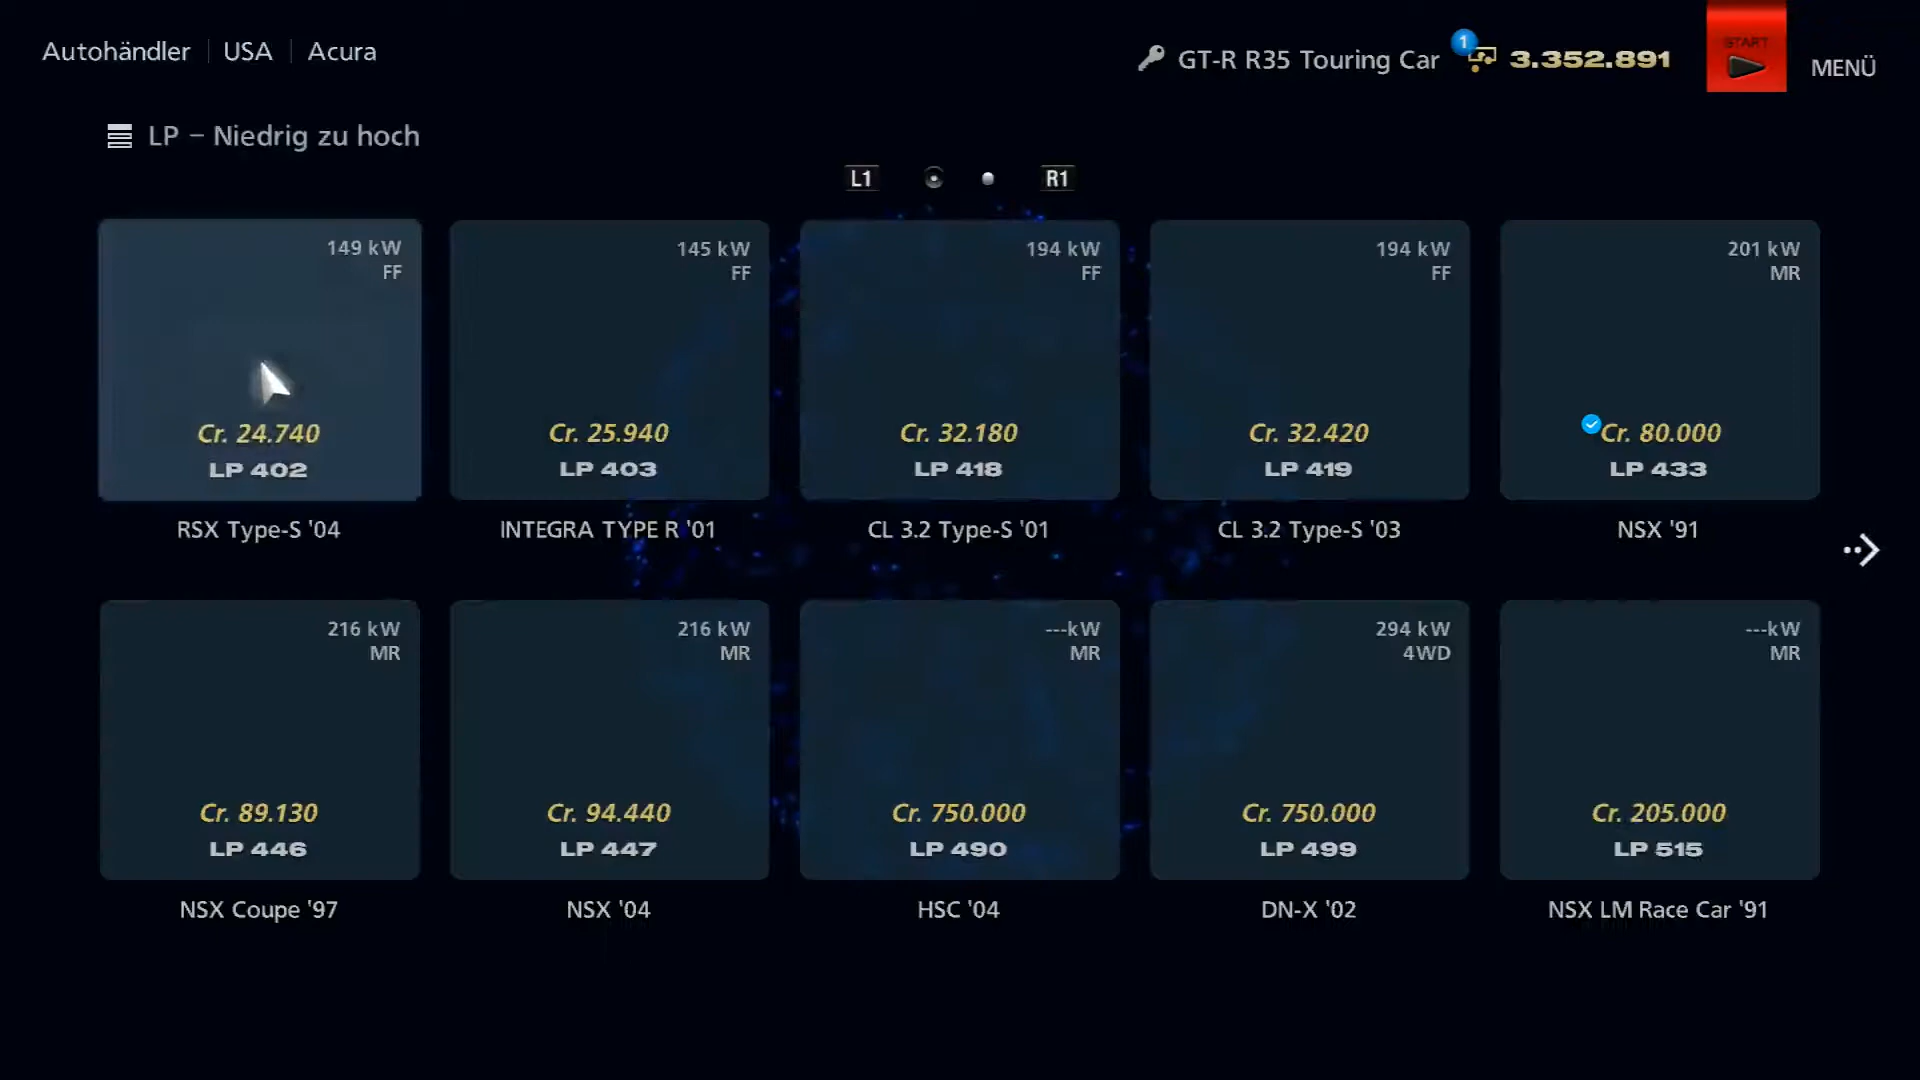 Autohändler USA Acura
GT-R R35 Touring Car 1 3.352.891 START MENÜ
LP – Niedrig zu hoch
L1 R1
149 kW
FF
Cr. 24.740
LP 402
RSX Type-S '04
145 kW
FF
Cr. 25.940
LP 403
INTEGRA TYPE R '01
194 kW
FF
Cr. 32.180
LP 418
CL 3.2 Type-S '01
194 kW
FF
Cr. 32.420
LP 419
CL 3.2 Type-S '03
201 kW
MR
Cr. 80.000
LP 433
NSX '91
216 kW
MR
Cr. 89.130
LP 446
NSX Coupe '97
216 kW
MR
Cr. 94.440
LP 447
NSX '04
---kW
MR
Cr. 750.000
LP 490
HSC '04
294 kW
4WD
Cr. 750.000
LP 499
DN-X '02
---kW
MR
Cr. 205.000
LP 515
NSX LM Race Car '91